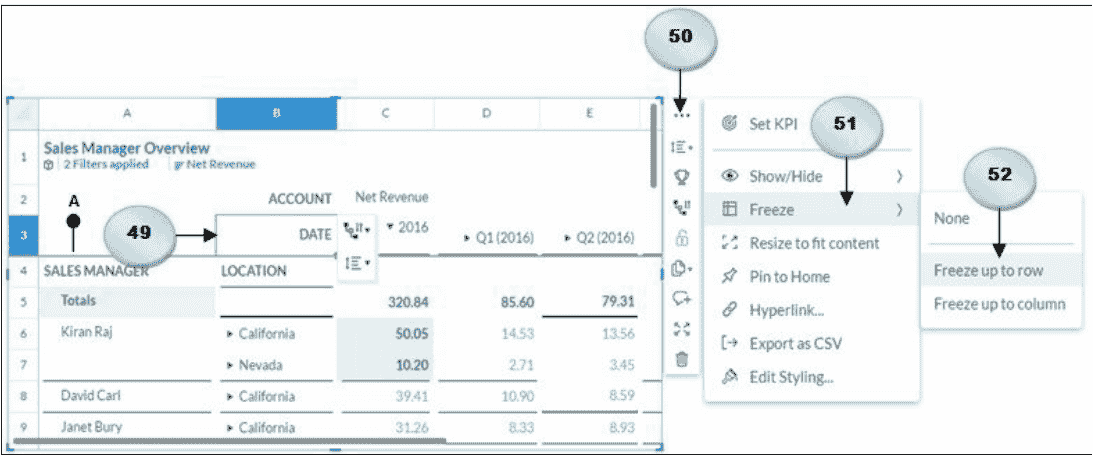 50
A B C D E
1 Sales Manager Overview
2 Filters applied Net Revenue
2 ACCOUNT Net Revenue
A
3 49 DATE 2016 Q1 (2016) Q2 (2016)
4 SALES MANAGER LOCATION
5 Totals 320.84 85.60 79.31
6 Kiran Raj California 50.05 14.53 13.56
7 Nevada 10.20 2.71 3.45
8 David Carl California 39.41 10.90 8.59
9 Janet Bury California 31.26 8.33 8.93
Set KPI
51
Show/Hide
Freeze
Resize to fit content
Pin to Home
Hyperlink...
Export as CSV
Edit Styling...
52
None
Freeze up to row
Freeze up to column